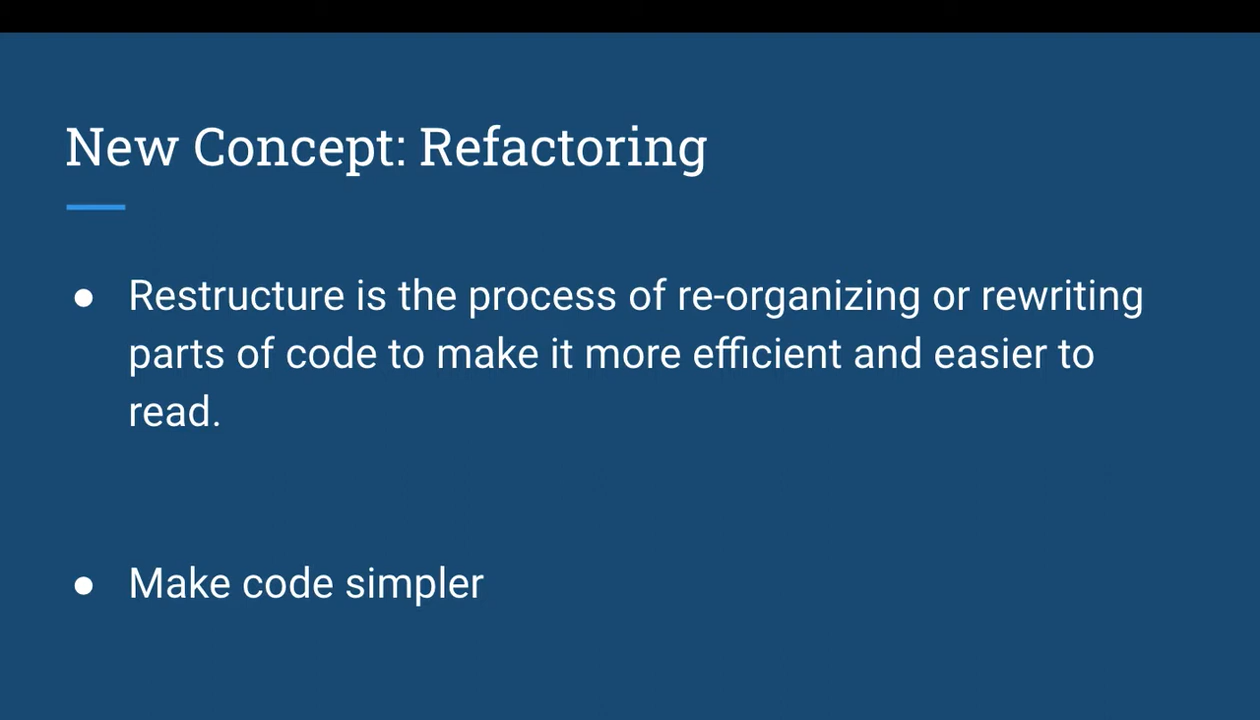 New Concept: Refactoring
● Restructure is the process of re-organizing or rewriting
parts of code to make it more efficient and easier to
read.
● Make code simpler